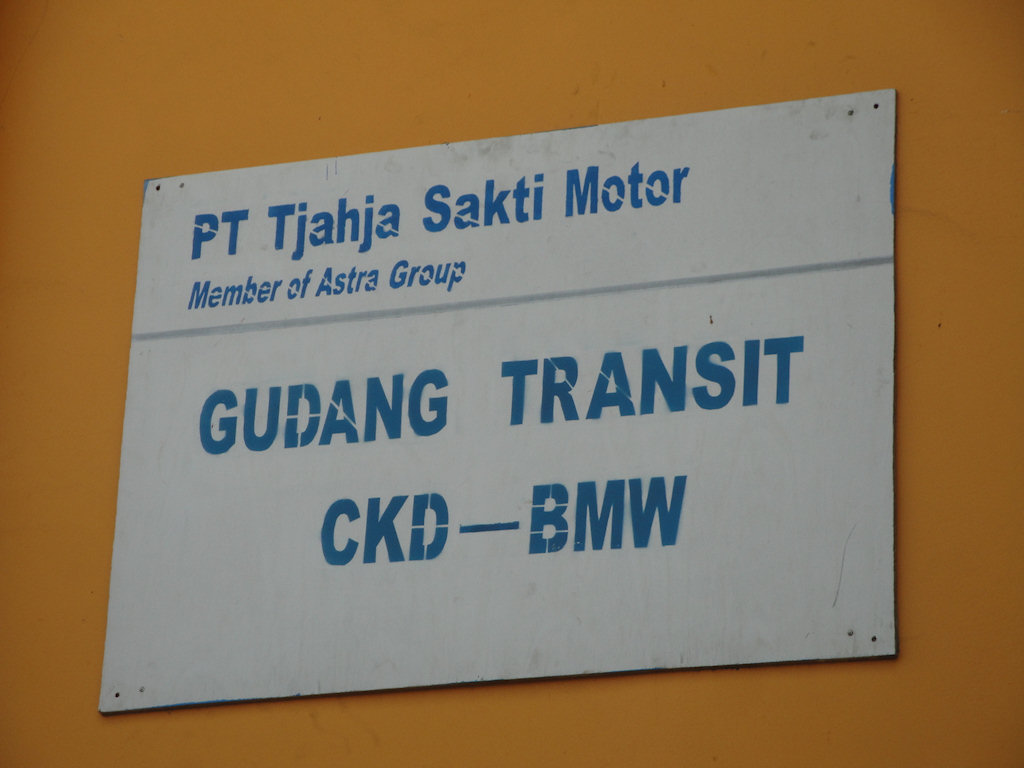 PT Tjahja Sakti Motor
Member of Astra Group
GUDANG TRANSIT
CKD — BMW